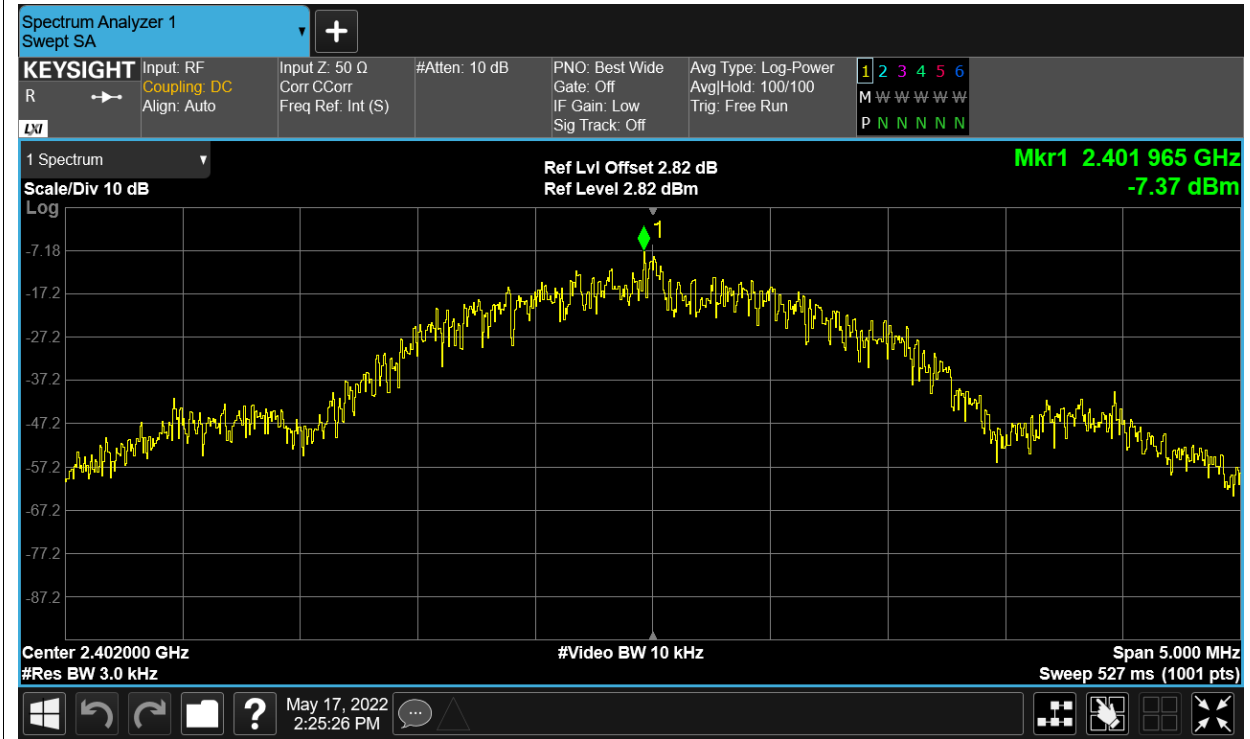 Spectrum Analyzer 1
Swept SA
KEYSIGHT
R
LXI
Input: RF
Coupling: DC
Align: Auto
Input Z: 50 Ω
Corr CCorr
Freq Ref: Int (S)
#Atten: 10 dB
PNO: Best Wide
Gate: Off
IF Gain: Low
Sig Track: Off
Avg Type: Log-Power
Avg|Hold: 100/100
Trig: Free Run
1 2 3 4 5 6
M W W W W W
P N N N N N
1 Spectrum
Scale/Div 10 dB
Log
Ref Lvl Offset 2.82 dB
Ref Level 2.82 dBm
Mkr1 2.401 965 GHz
-7.37 dBm
1
-7.18
-17.2
-27.2
-37.2
-47.2
-57.2
-67.2
-77.2
-87.2
Center 2.402000 GHz
#Video BW 10 kHz
Span 5.000 MHz
#Res BW 3.0 kHz
Sweep 527 ms (1001 pts)
?
May 17, 2022
2:25:26 PM